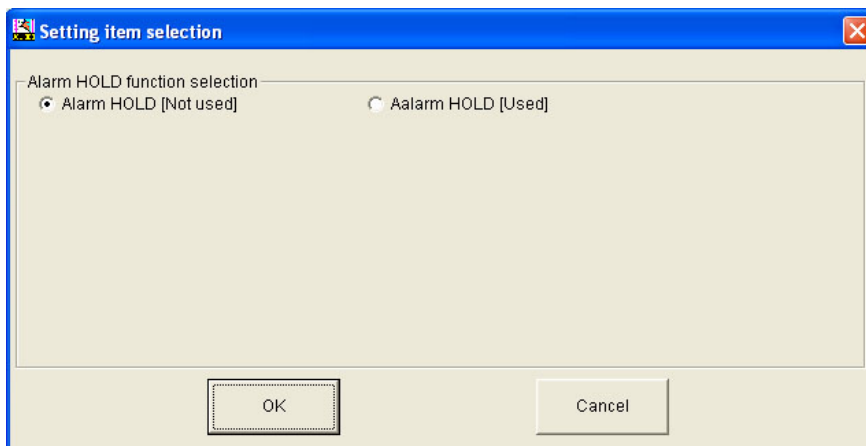 Setting item selection
Alarm HOLD function selection
Alarm HOLD [Not used] Aalarm HOLD [Used]
OK Cancel